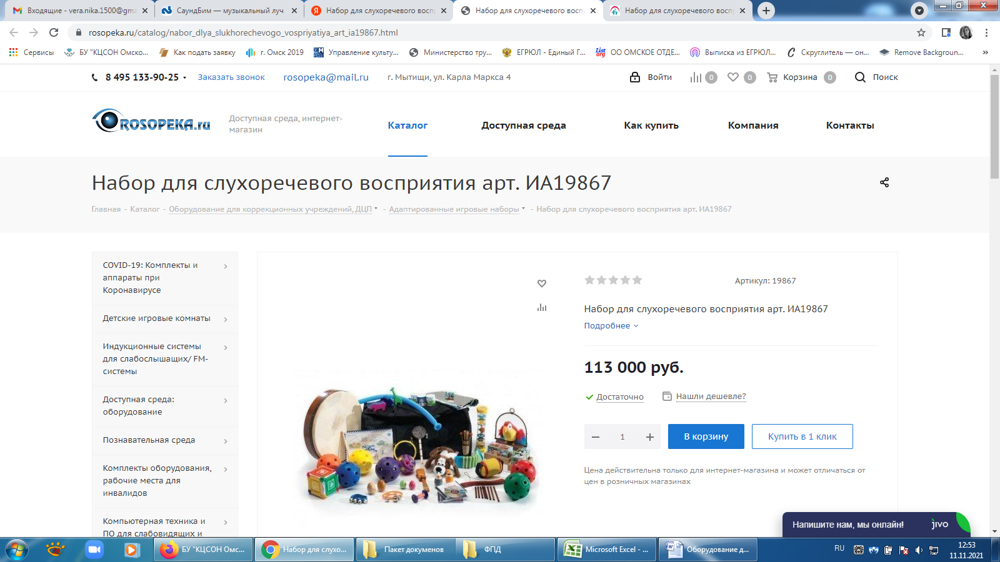 Входящие - vera.nika.1500@gma
СаундБим — музыкальный луч
Набор для слухоречевого восп
Набор для слухоречевого восп
Набор для слухоречевого восп
rosopeka.ru/catalog/nabor_dlya_slukhorechevogo_vospriyatiya_art_ia19867.html
Сервисы
БУ "КЦСОН Омско...
Как подать заявку
г. Омск 2019
Управление культу...
Министерство тру...
ЕГРЮЛ - Единый Г...
ОО ОМСКОЕ ОТДЕ...
Выписка из ЕГРЮЛ...
Скруглитель — он...
Remove Backgroun...
8 495 133-90-25
Заказать звонок
rosopeka@mail.ru
г. Мытищи, ул. Карла Маркса 4
Войти
0
0
Корзина 0
Поиск
ROSOPEKA.ru
Доступная среда, интернет-
магазин
Каталог
Доступная среда
Как купить
Компания
Контакты
Набор для слухоречевого восприятия арт. ИА19867
Главная - Каталог - Оборудование для коррекционных учреждений, ДЦП - Адаптированные игровые наборы - Набор для слухоречевого восприятия арт. ИА19867
COVID-19: Комплекты и
аппараты при
Коронавирусе
Детские игровые комнаты
Индукционные системы
для слабослышащих/ FM-
системы
Доступная среда:
оборудование
Познавательная среда
Комплекты оборудования,
рабочие места для
инвалидов
Компьютерная техника и
ПО для слабовидящих и
Артикул: 19867
Набор для слухоречевого восприятия арт. ИА19867
Подробнее
113 000 руб.
Достаточно
Нашли дешевле?
1
В корзину
Купить в 1 клик
Цена действительна только для интернет-магазина и может отличаться от
цен в розничных магазинах
Напишите нам, мы онлайн!
jivo
БУ "КЦСОН Омс...
Набор для слухо...
Пакет докуменов
ФПД
Microsoft Excel - ...
Оборудование д...
RU
12:53
11.11.2021